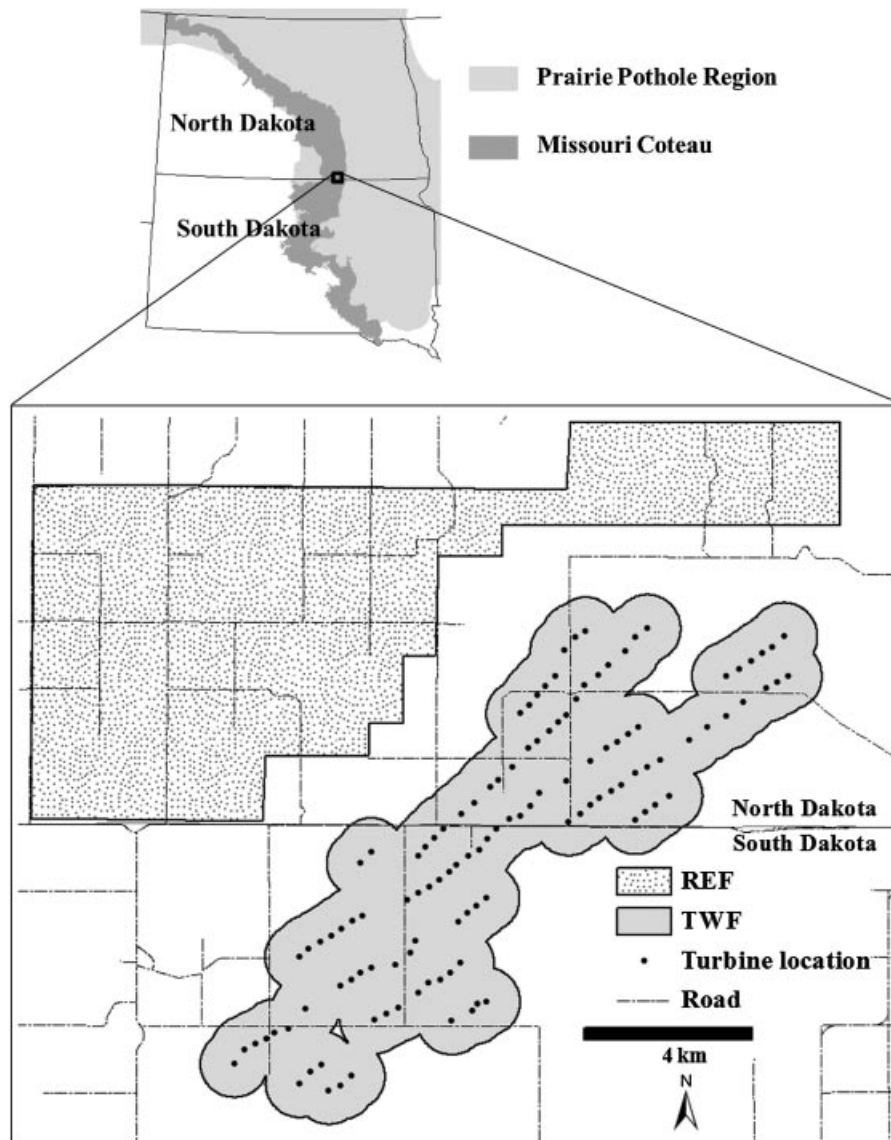 Prairie Pothole Region
North Dakota
Missouri Coteau
South Dakota
North Dakota
South Dakota
REF
TWF
Turbine location
Road
4 km
N